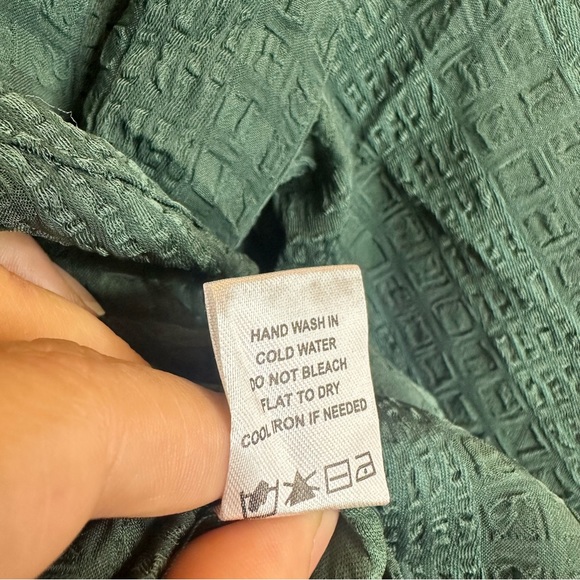 HAND WASH IN
COLD WATER
DO NOT BLEACH
FLAT TO DRY
COOL IRON IF NEEDED